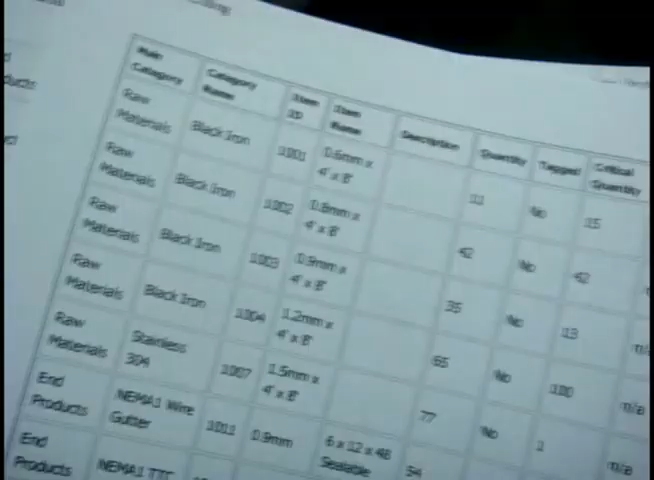 Main Category Category Name Item ID Item Name Description Quantity Tagged Critical Quantity
Raw Materials Black Iron 1001 0.6mm x 4' x 8' 11 No 15
Raw Materials Black Iron 1002 0.8mm x 4' x 8' 42 No 42
Raw Materials Black Iron 1003 0.9mm x 4' x 8' 35 No 13 n/a
Raw Materials Black Iron 1004 1.2mm x 4' x 8' 65 No 100 n/a
Raw Materials Stainless 304 1007 1.5mm x 4' x 8' 77 No 1 n/a
End Products NEMA1 Wire Gutter 1011 0.9mm 6 x 12 x 48 Sealable 54
End Products NEMA1